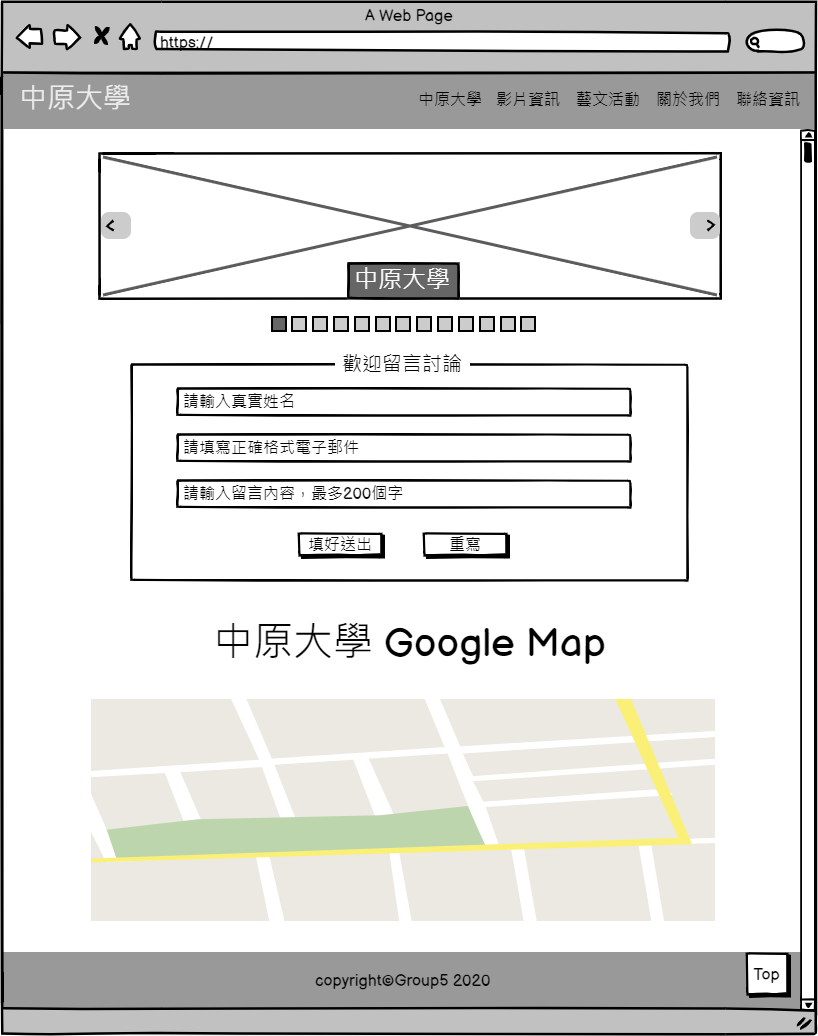 A Web Page
https://
中原大學
中原大學 影片資訊 藝文活動 關於我們 聯絡資訊
中原大學
歡迎留言討論
請輸入真實姓名
請填寫正確格式電子郵件
請輸入留言內容，最多200個字
填好送出 重寫
中原大學 Google Map
copyright©Group5 2020
Top